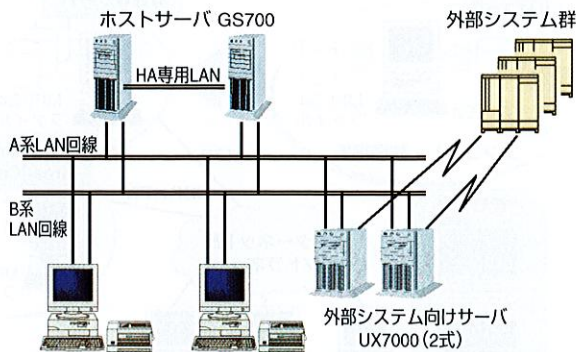 ホストサーバ GS700
外部システム群
HA専用LAN
A系LAN回線
B系
LAN回線
外部システム向けサーバ
UX7000(2式)